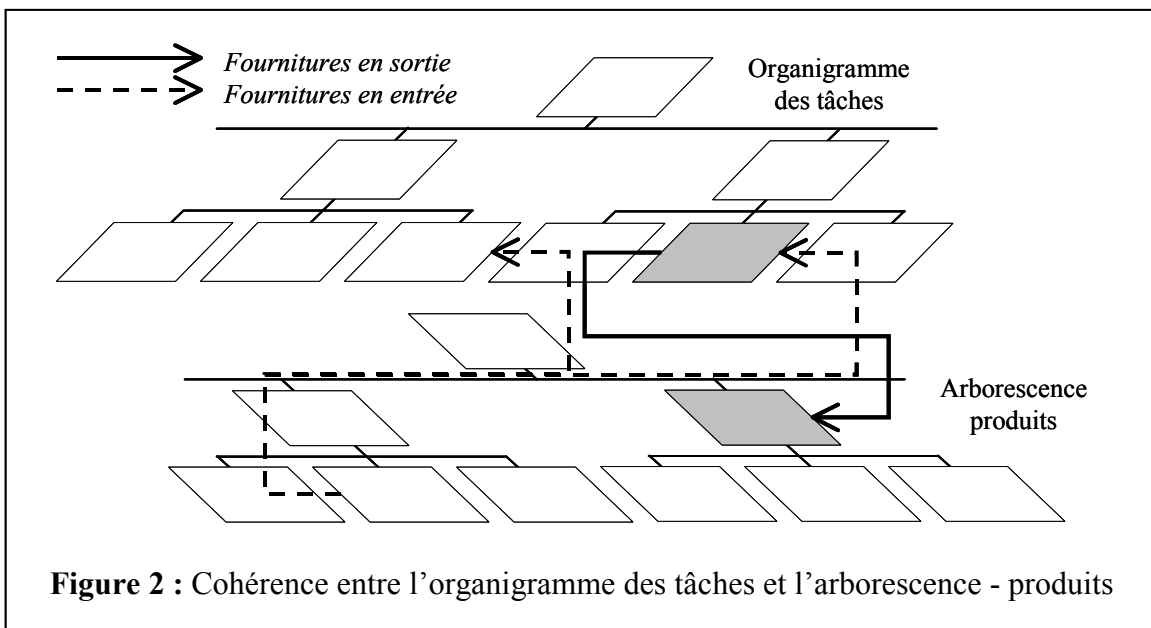 Fournitures en sortie
Fournitures en entrée
Organigramme
des tâches
Arborescence
produits
Figure 2 : Cohérence entre l’organigramme des tâches et l’arborescence - produits